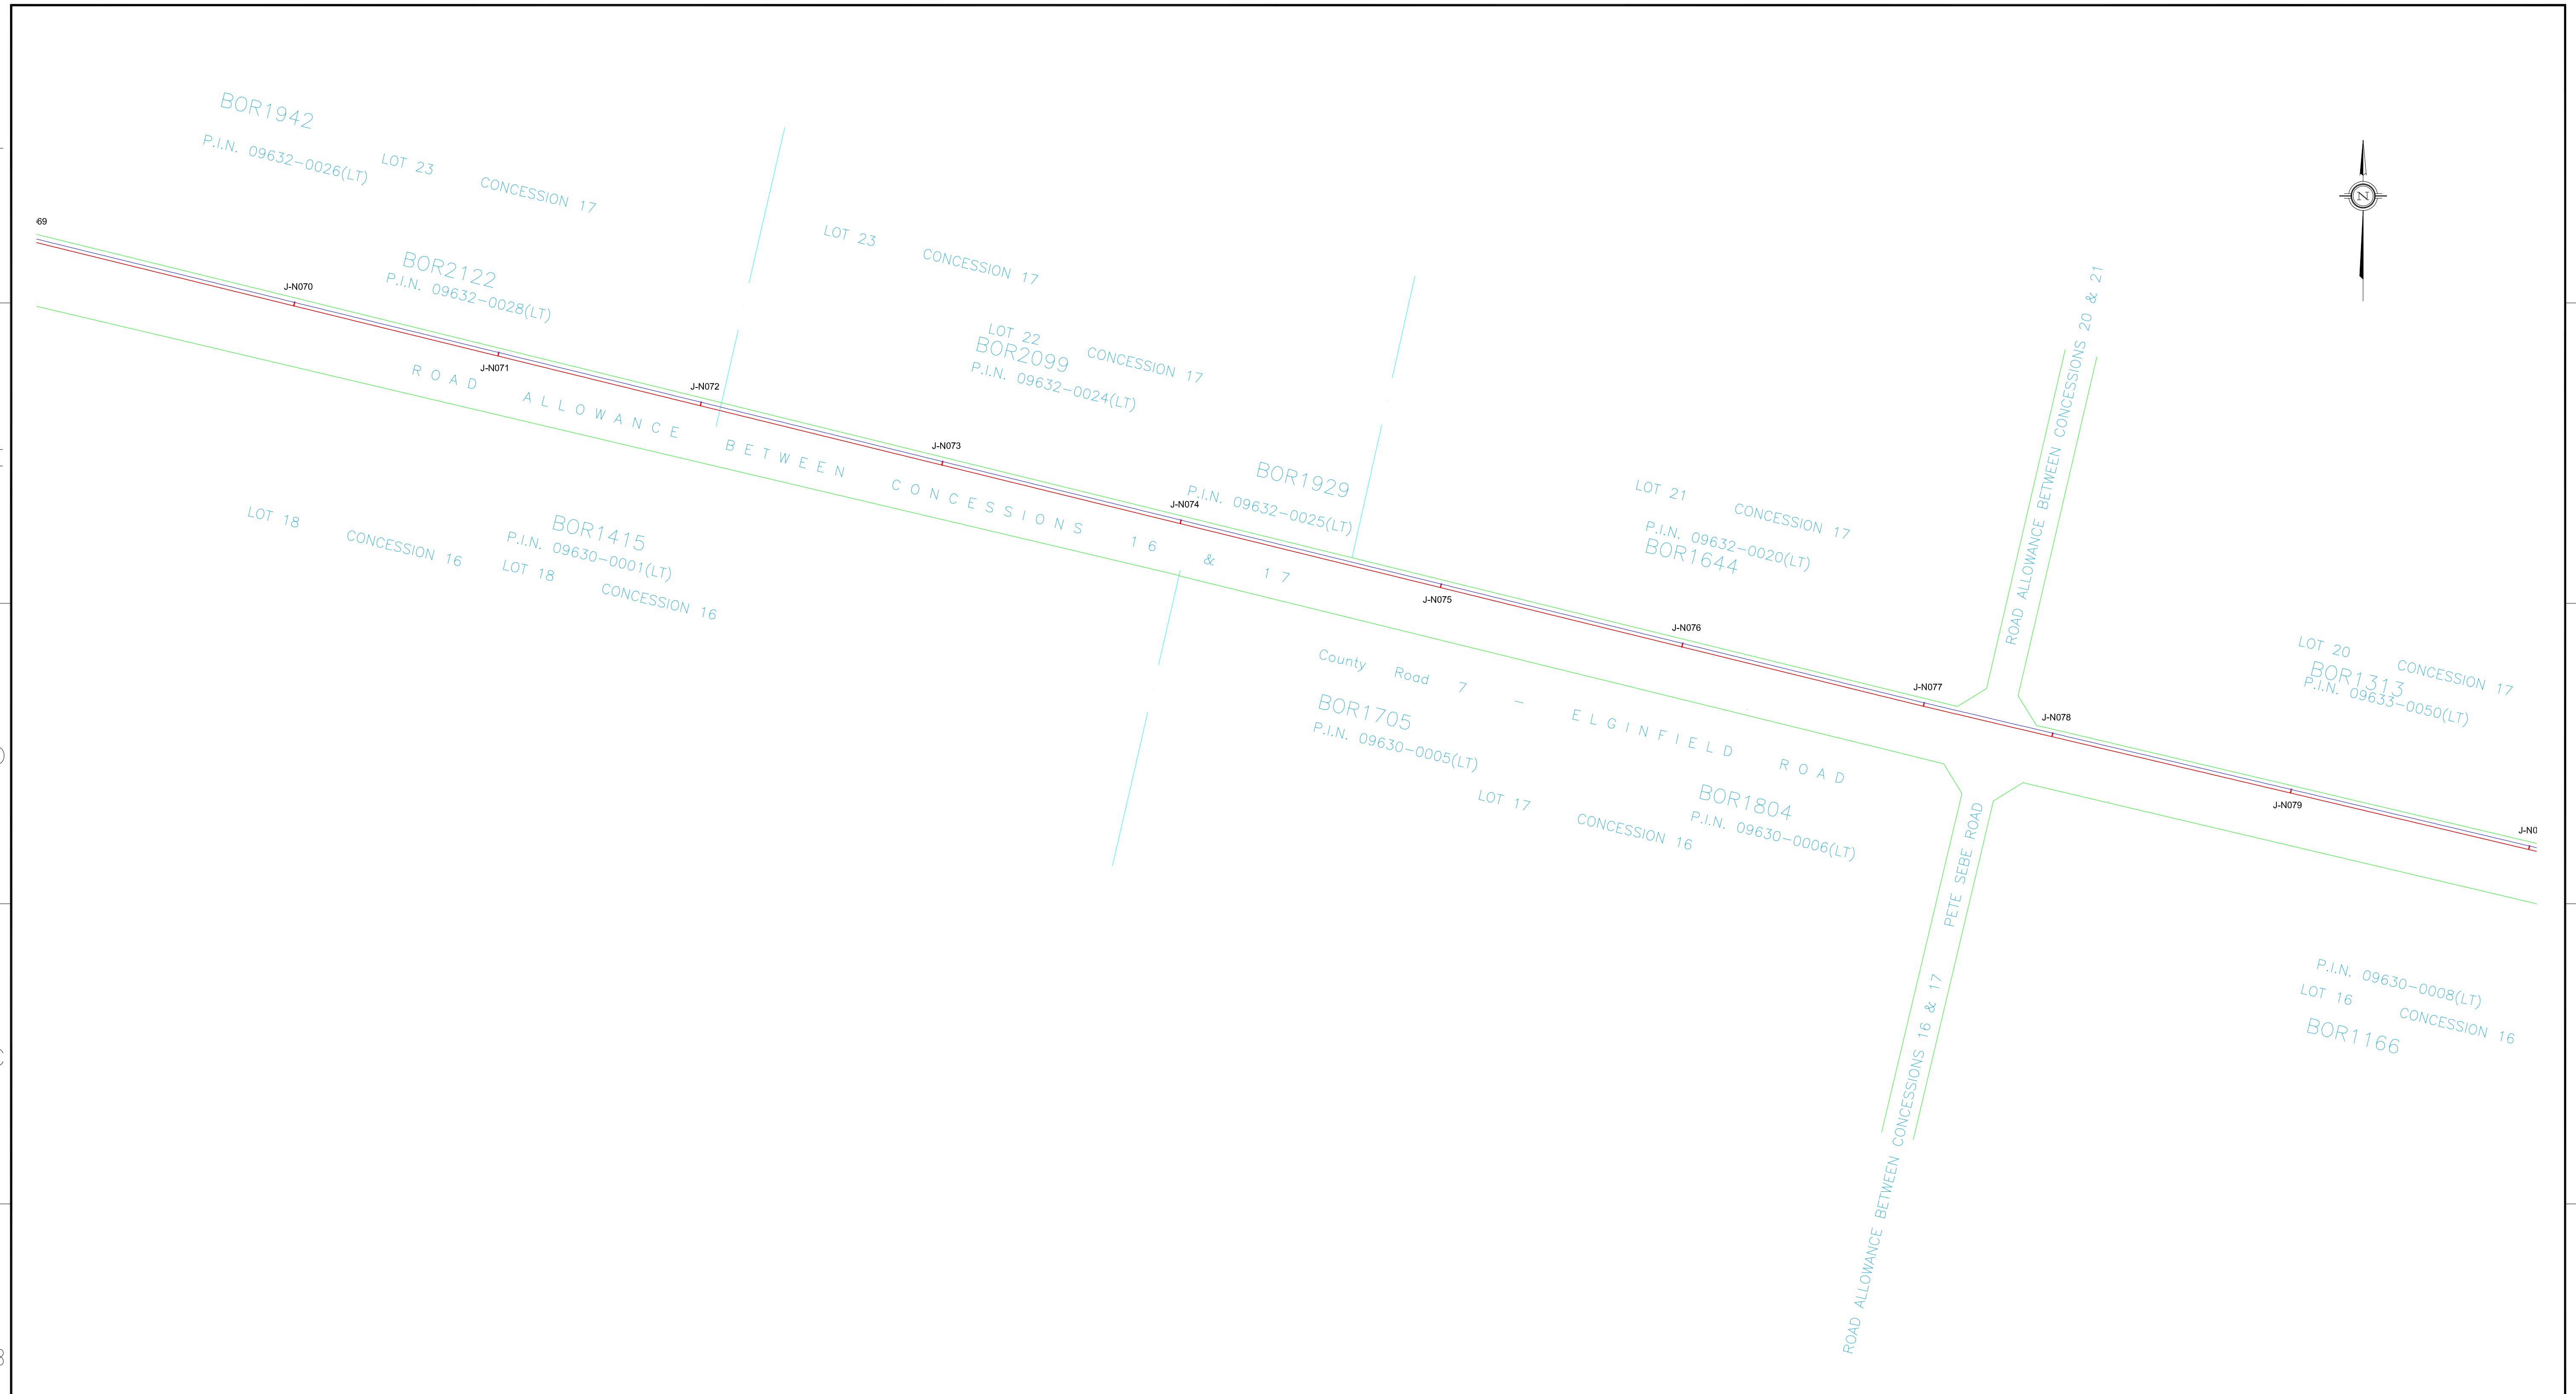 BOR1942
P.I.N. 09632-0026(LT)
LOT 23 CONCESSION 17
69
J-N070
BOR2122
P.I.N. 09632-0028(LT)
J-N071
J-N072
LOT 23 CONCESSION 17
LOT 22 CONCESSION 17
BOR2099
P.I.N. 09632-0024(LT)
J-N073
BOR1929
P.I.N. 09632-0025(LT)
J-N074
J-N075
ROAD ALLOWANCE BETWEEN CONCESSIONS 16 & 17
LOT 18 CONCESSION 16
BOR1415
P.I.N. 09630-0001(LT)
LOT 18 CONCESSION 16
LOT 21 CONCESSION 17
P.I.N. 09632-0020(LT)
BOR1644
J-N076
J-N077
N
ROAD ALLOWANCE BETWEEN CONCESSIONS 20 & 21
County Road 7 - ELGINFIELD ROAD
BOR1705
P.I.N. 09630-0005(LT)
LOT 17 CONCESSION 16
BOR1804
P.I.N. 09630-0006(LT)
J-N078
LOT 20 CONCESSION 17
BOR1313
P.I.N. 09633-0050(LT)
J-N079
J-N0
PETE SEBE ROAD
ROAD ALLOWANCE BETWEEN CONCESSIONS 16 & 17
P.I.N. 09630-0008(LT)
LOT 16 CONCESSION 16
BOR1166